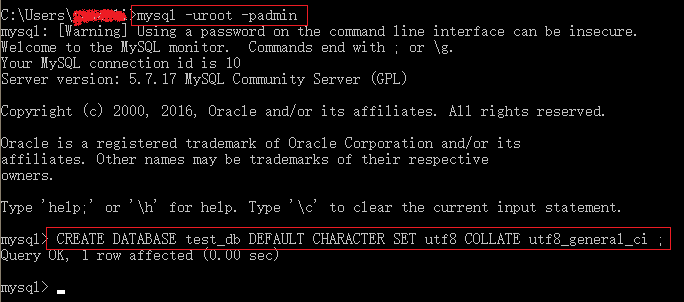 C:\Users\ i>mysql -uroot -padmin
mysql: [Warning] Using a password on the command line interface can be insecure.
Welcome to the MySQL monitor.  Commands end with ; or \g.
Your MySQL connection id is 10
Server version: 5.7.17 MySQL Community Server (GPL)
Copyright (c) 2000, 2016, Oracle and/or its affiliates. All rights reserved.
Oracle is a registered trademark of Oracle Corporation and/or its
affiliates. Other names may be trademarks of their respective
owners.
Type 'help;' or '\h' for help. Type '\c' to clear the current input statement.
mysql> CREATE DATABASE test_db DEFAULT CHARACTER SET utf8 COLLATE utf8_general_ci ;
Query OK, 1 row affected (0.00 sec)
mysql> _